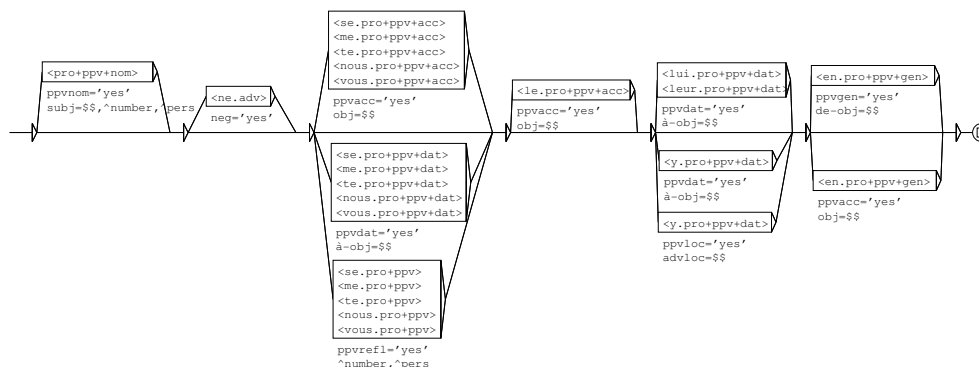 <pro+ppv+nom>
ppvnom='yes'
subj=$$,^number,^pers
<ne.adv>
neg='yes'
<se.pro+ppv+acc>
<me.pro+ppv+acc>
<te.pro+ppv+acc>
<nous.pro+ppv+acc>
<vous.pro+ppv+acc>
ppvacc='yes'
obj=$$
<se.pro+ppv+dat>
<me.pro+ppv+dat>
<te.pro+ppv+dat>
<nous.pro+ppv+dat>
<vous.pro+ppv+dat>
ppvdat='yes'
à-obj=$$
<se.pro+ppv>
<me.pro+ppv>
<te.pro+ppv>
<nous.pro+ppv>
<vous.pro+ppv>
ppvrefl='yes'
^number,^pers
<le.pro+ppv+acc>
ppvacc='yes'
obj=$$
<lui.pro+ppv+dat>
<leur.pro+ppv+dat>
ppvdat='yes'
à-obj=$$
<y.pro+ppv+dat>
ppvdat='yes'
à-obj=$$
<y.pro+ppv+dat>
ppvloc='yes'
advloc=$$
<en.pro+ppv+gen>
ppvgen='yes'
de-obj=$$
<en.pro+ppv+gen>
ppvacc='yes'
obj=$$